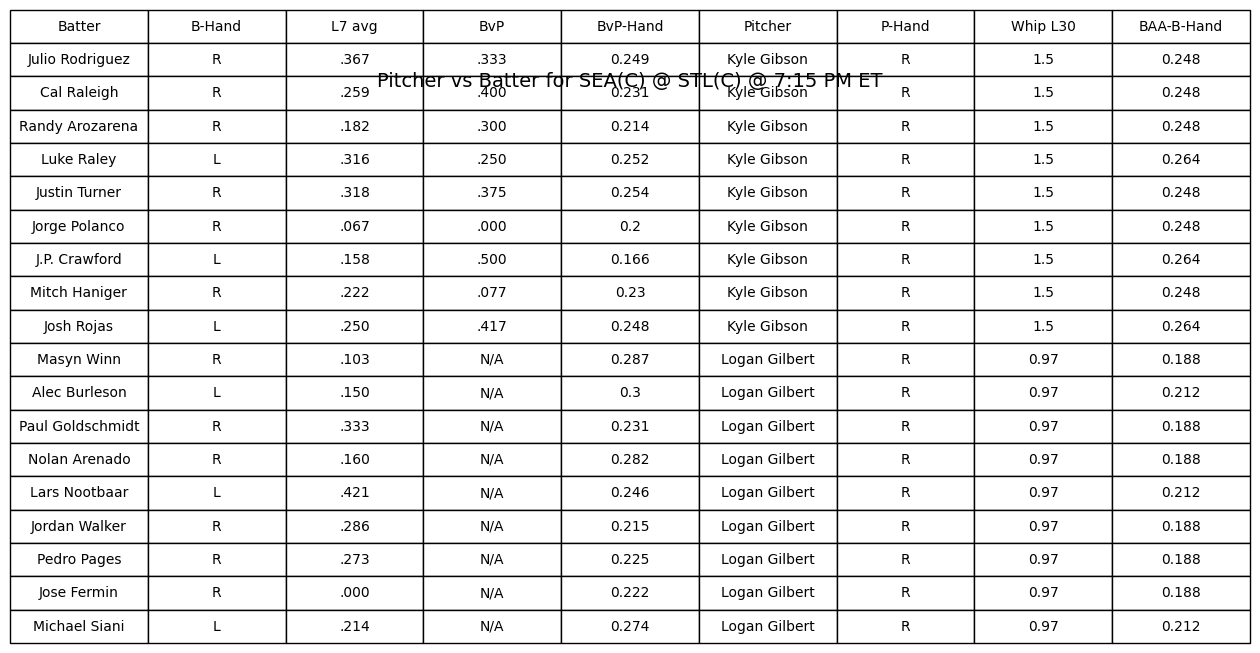 Batter B-Hand L7 avg BvP BvP-Hand Pitcher P-Hand Whip L30 BAA-B-Hand
Julio Rodriguez R .367 .333 0.249 Kyle Gibson R 1.5 0.248
Pitcher vs Batter for SEA(C) @ STL(C) @ 7:15 PM ET
Cal Raleigh R .259 .400 0.231 Kyle Gibson R 1.5 0.248
Randy Arozarena R .182 .300 0.214 Kyle Gibson R 1.5 0.248
Luke Raley L .316 .250 0.252 Kyle Gibson R 1.5 0.264
Justin Turner R .318 .375 0.254 Kyle Gibson R 1.5 0.248
Jorge Polanco R .067 .000 0.2 Kyle Gibson R 1.5 0.248
J.P. Crawford L .158 .500 0.166 Kyle Gibson R 1.5 0.264
Mitch Haniger R .222 .077 0.23 Kyle Gibson R 1.5 0.248
Josh Rojas L .250 .417 0.248 Kyle Gibson R 1.5 0.264
Masyn Winn R .103 N/A 0.287 Logan Gilbert R 0.97 0.188
Alec Burleson L .150 N/A 0.3 Logan Gilbert R 0.97 0.212
Paul Goldschmidt R .333 N/A 0.231 Logan Gilbert R 0.97 0.188
Nolan Arenado R .160 N/A 0.282 Logan Gilbert R 0.97 0.188
Lars Nootbaar L .421 N/A 0.246 Logan Gilbert R 0.97 0.212
Jordan Walker R .286 N/A 0.215 Logan Gilbert R 0.97 0.188
Pedro Pages R .273 N/A 0.225 Logan Gilbert R 0.97 0.188
Jose Fermin R .000 N/A 0.222 Logan Gilbert R 0.97 0.188
Michael Siani L .214 N/A 0.274 Logan Gilbert R 0.97 0.212